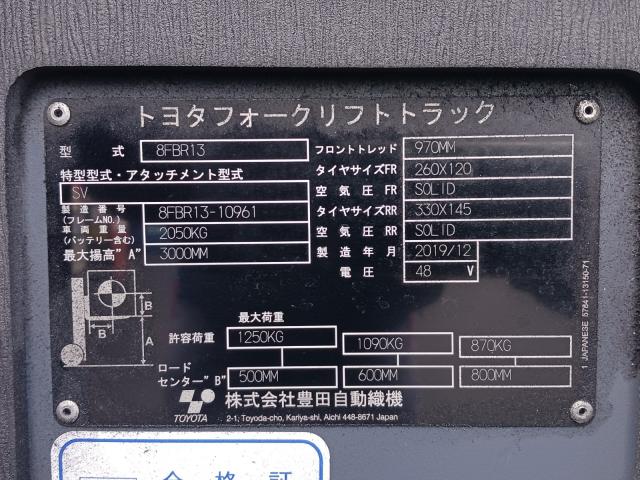 トヨタフォークリフトトラック
型式 8FBR13
フロントトレッド 970MM
タイヤサイズFR 260X120
特型型式・アタッチメント型式
SV
空気圧FR SOLID
製造番号(フレームNO.) 8FBR13-10961
タイヤサイズRR 330X145
車両重量(バッテリー含む) 2050KG
空気圧RR SOLID
最大揚高"A" 3000MM
製造年月 2019/12
電圧 48 V
B
B
A
最大荷重
許容荷重 1250KG 1090KG 870KG
ロードセンター"B" 500MM 600MM 800MM
TOYOTA
株式会社豊田自動織機
2-1, Toyoda-cho, Kariya-shi, Aichi 448-8671 Japan
1 JAPANESE 57641-13150-71
合格証